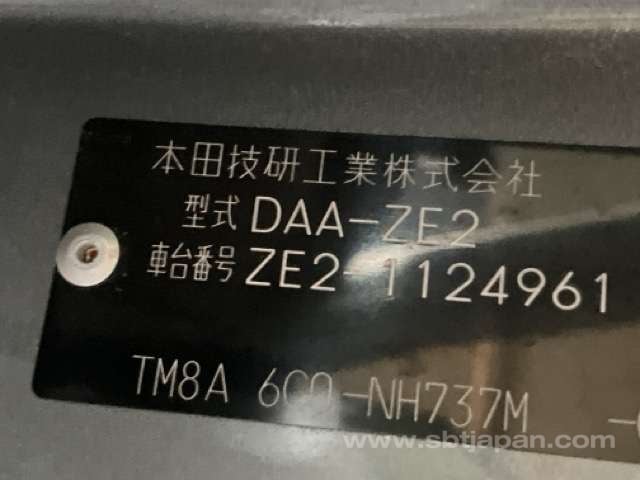 本田技研工業株式会社
型式 DAA-ZE2
車台番号 ZE2-1124961
TM8A 6C0-NH737M -
www.sbtjapan.com